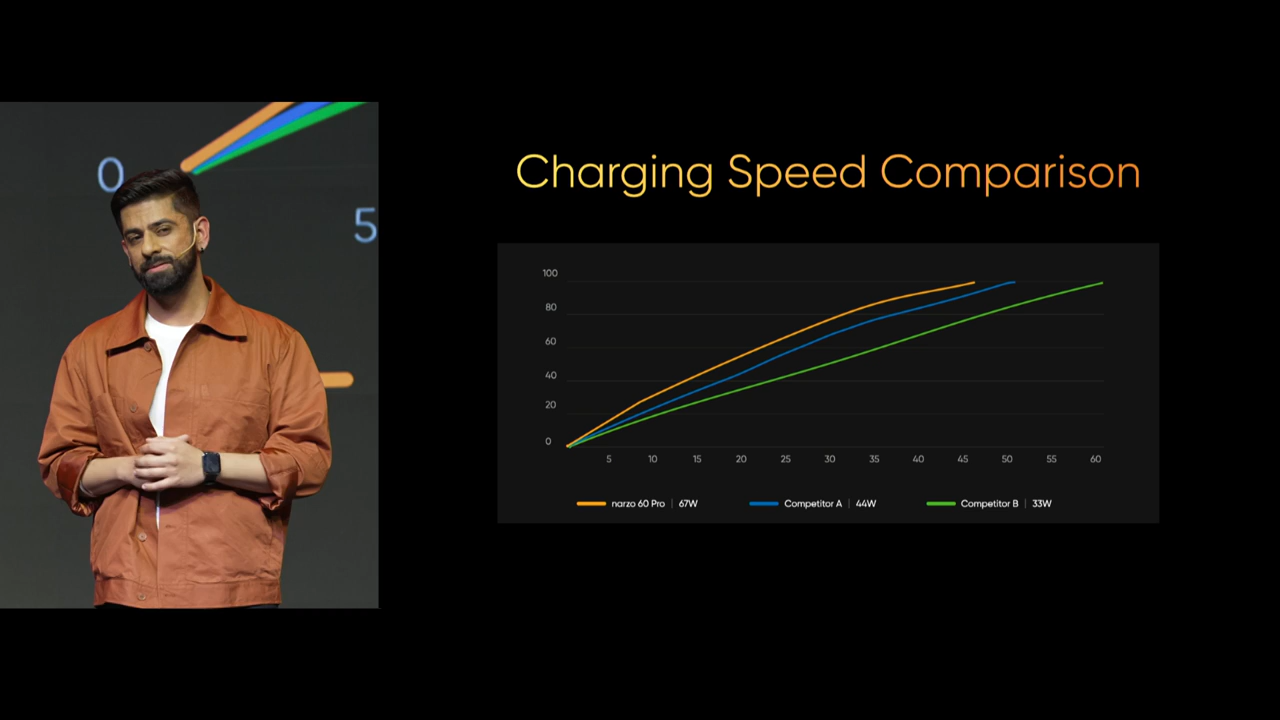 0
5
Charging Speed Comparison
100
80
60
40
20
0
5 10 15 20 25 30 35 40 45 50 55 60
narzo 60 Pro | 67W Competitor A | 44W Competitor B | 33W